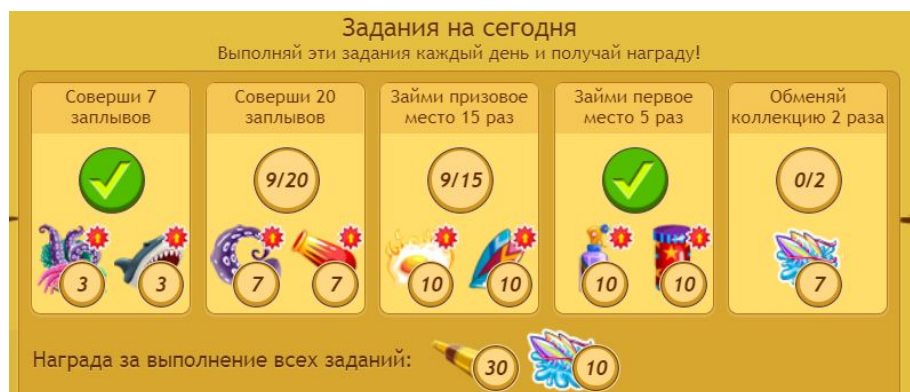 Задания на сегодня
Выполняй эти задания каждый день и получай награду!
Соверши 7
заплывов
Соверши 20
заплывов
Займи призовое
место 15 раз
Займи первое
место 5 раз
Обменяй
коллекцию 2 раза
9/20
9/15
0/2
3
3
7
7
10
10
10
10
7
Награда за выполнение всех заданий:
30
10